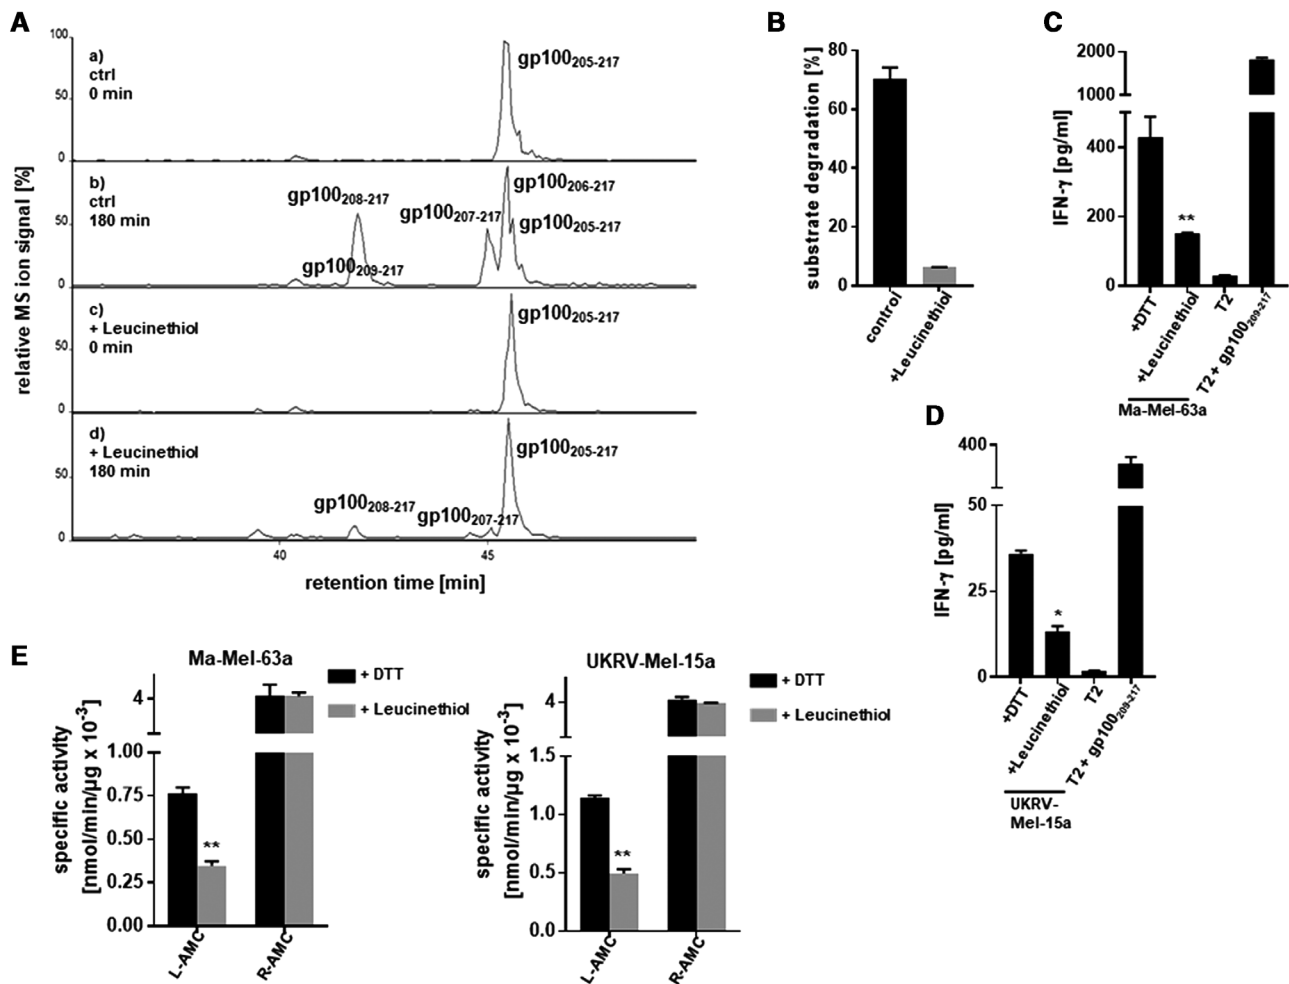 A
a)
ctrl
0 min
gp100205-217
b)
ctrl
180 min
gp100208-217
gp100209-217
gp100207-217
gp100206-217
gp100205-217
c)
+ Leucinethiol
0 min
gp100205-217
d)
+ Leucinethiol
180 min
gp100208-217
gp100207-217
gp100205-217
100
50
0
50
0
50
0
50
0
40
45
relative MS ion signal [%]
retention time [min]
B
substrate degradation [%]
80
60
40
20
0
control
+Leucinethiol
C
IFN-γ [pg/ml]
2000
1000
400
200
0
**
+DTT
+Leucinethiol
T2
T2 + gp100209-217
Ma-Mel-63a
D
IFN-γ [pg/ml]
400
50
25
0
*
+DTT
+Leucinethiol
T2
T2 + gp100209-217
UKRV-
Mel-15a
E
Ma-Mel-63a
+ DTT
+ Leucinethiol
specific activity
[nmol/min/µg x 10-3]
4
1.00
0.75
0.50
0.25
0.00
**
L-AMC
R-AMC
UKRV-Mel-15a
+ DTT
+ Leucinethiol
specific activity
[nmol/min/µg x 10-3]
4
1.5
1.0
0.5
0.0
**
L-AMC
R-AMC